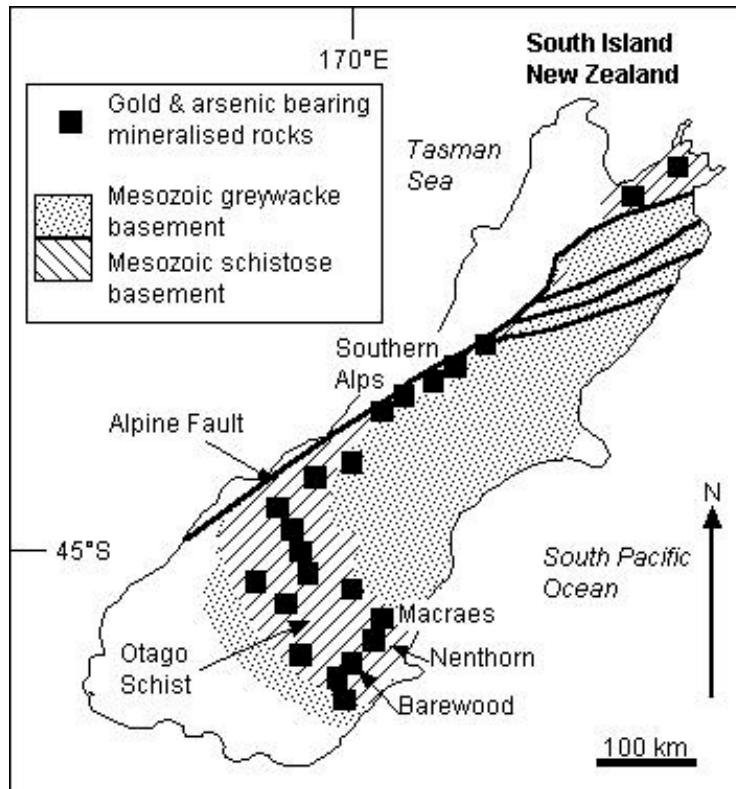 170°E
South Island
New Zealand
Gold & arsenic bearing
mineralised rocks
Mesozoic greywacke
basement
Mesozoic schistose
basement
Tasman
Sea
Southern
Alps
Alpine Fault
N
45°S
South Pacific
Ocean
Macraes
Otago
Schist
Nenthorn
Barewood
100 km